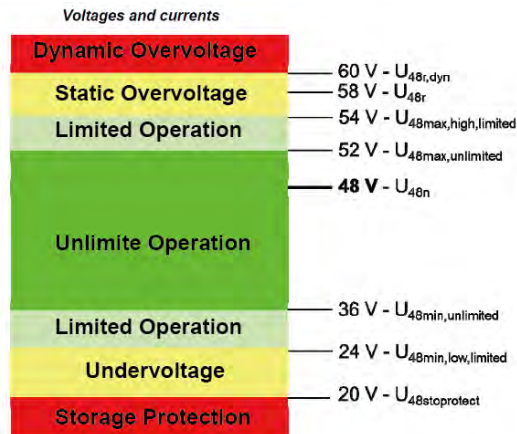 Voltages and currents
Dynamic Overvoltage
60 V - U48r,dyn
Static Overvoltage
58 V - U48r
54 V - U48max,high,limited
Limited Operation
52 V - U48max,unlimited
48 V - U48n
Unlimite Operation
36 V - U48min,unlimited
Limited Operation
24 V - U48min,low,limited
Undervoltage
20 V - U48stoprotect
Storage Protection